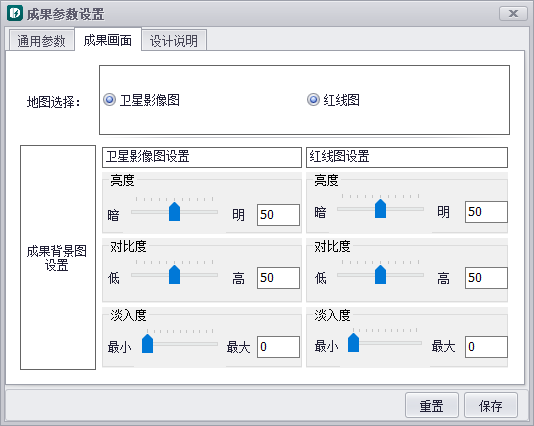 成果参数设置
通用参数 成果画面 设计说明
地图选择: 卫星影像图 红线图
成果背景图
设置
卫星影像图设置 红线图设置
亮度 亮度
暗 明 50 暗 明 50
对比度 对比度
低 高 50 低 高 50
淡入度 淡入度
最小 最大 0 最小 最大 0
重置 保存